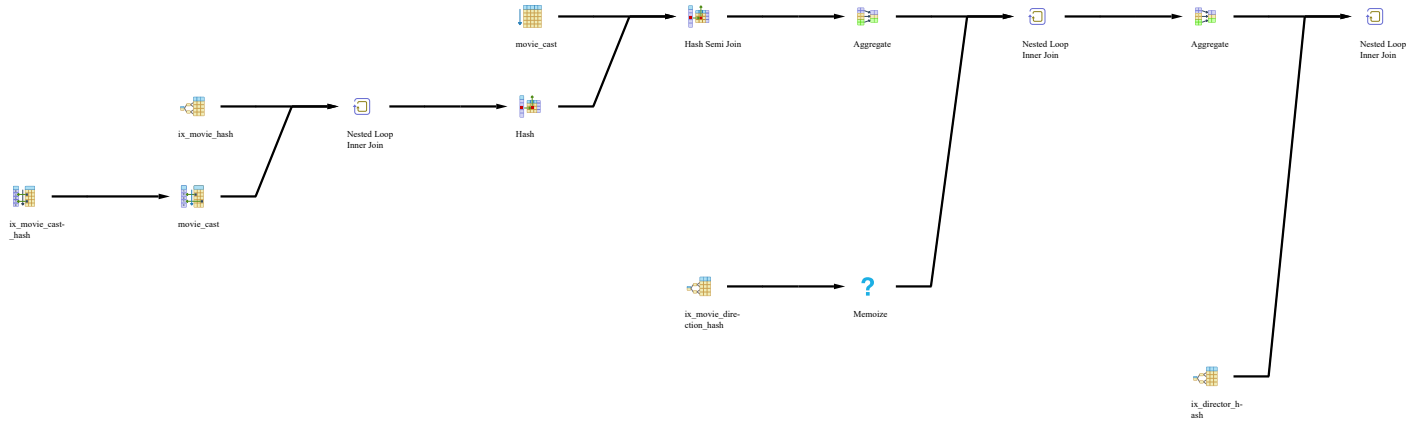 movie_cast
Hash Semi Join
Aggregate
Nested Loop
Inner Join
Aggregate
Nested Loop
Inner Join
ix_movie_hash
Nested Loop
Inner Join
Hash
ix_movie_cast-
_hash
movie_cast
?
ix_movie_dire-
ction_hash
Memoize
ix_director_h-
ash